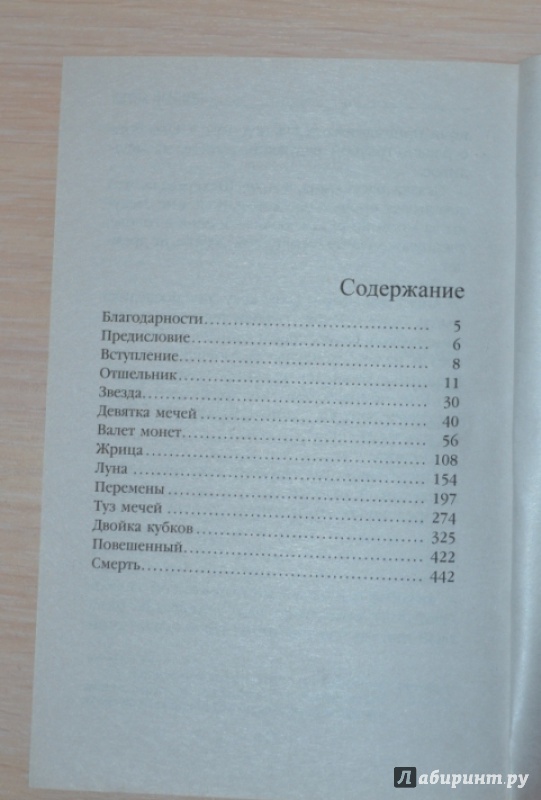 Содержание
Благодарности........................................ 5
Предисловие........................................ 6
Вступление........................................ 8
Отшельник........................................ 11
Звезда........................................ 30
Девятка мечей........................................ 40
Валет монет........................................ 56
Жрица........................................ 108
Луна........................................ 154
Перемены........................................ 197
Туз мечей........................................ 274
Двойка кубков........................................ 325
Повешенный........................................ 422
Смерть........................................ 442
Лабиринт.ру